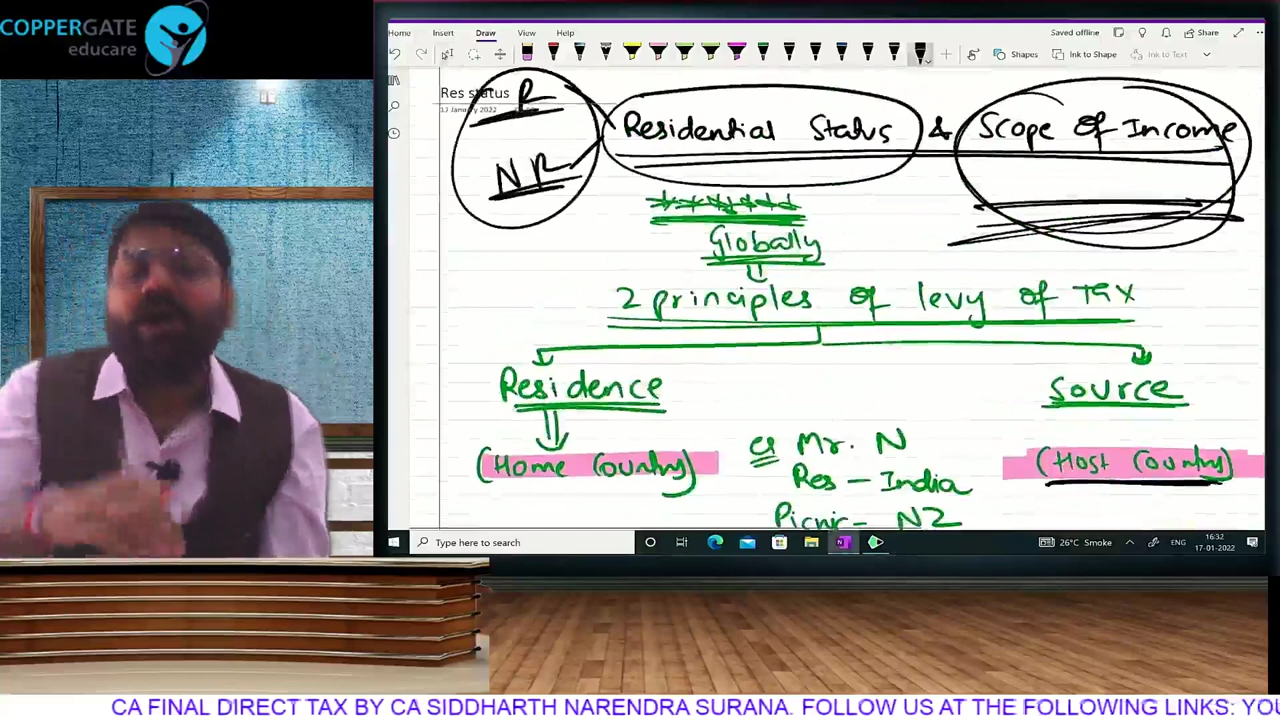 COPPERGATE
educare
Home Insert Draw View Help
Saved offline
Share
Shapes
Ink to Shape
Ink to Text
Res status
January 2022
R
NR
Residential Status & Scope of Income
Globally
2 principles of levy of Tax
Residence
Source
(Home Country)
(Host Country)
eg Mr. N
Res - India
Picnic - NZ
Type here to search
26°C Smoke
ENG
16:32
17-01-2022
CA FINAL DIRECT TAX BY CA SIDDHARTH NARENDRA SURANA. FOLLOW US AT THE FOLLOWING LINKS: YOU